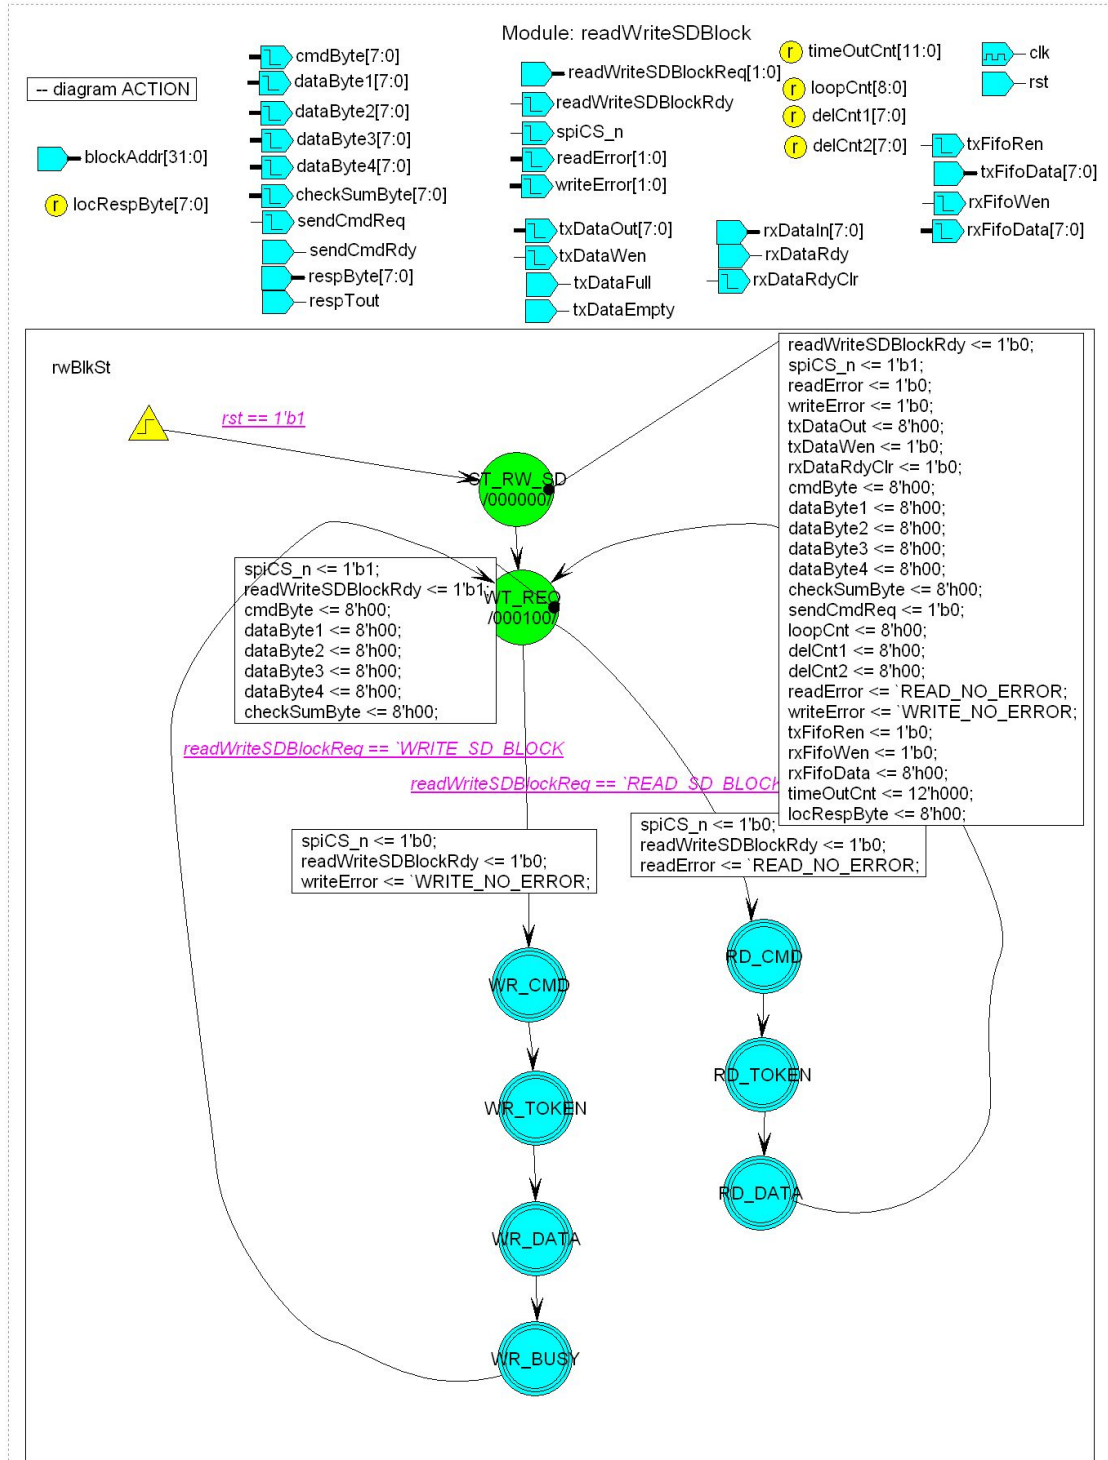 Module: readWriteSDBlock
-- diagram ACTION
blockAddr[31:0]
r locRespByte[7:0]
cmdByte[7:0]
dataByte1[7:0]
dataByte2[7:0]
dataByte3[7:0]
dataByte4[7:0]
checkSumByte[7:0]
sendCmdReq
sendCmdRdy
respByte[7:0]
respTout
readWriteSDBlockReq[1:0]
readWriteSDBlockRdy
spiCS_n
readError[1:0]
writeError[1:0]
txDataOut[7:0]
txDataWen
txDataFull
txDataEmpty
rxDataIn[7:0]
rxDataRdy
rxDataRdyClr
r timeOutCnt[11:0]
r loopCnt[8:0]
r delCnt1[7:0]
r delCnt2[7:0]
clk
rst
txFifoRen
txFifoData[7:0]
rxFifoWen
rxFifoData[7:0]
rwBlkSt
rst == 1'b1
ST_RW_SD
/000000/
readWriteSDBlockRdy <= 1'b0;
spiCS_n <= 1'b1;
readError <= 1'b0;
writeError <= 1'b0;
txDataOut <= 8'h00;
txDataWen <= 1'b0;
rxDataRdyClr <= 1'b0;
cmdByte <= 8'h00;
dataByte1 <= 8'h00;
dataByte2 <= 8'h00;
dataByte3 <= 8'h00;
dataByte4 <= 8'h00;
checkSumByte <= 8'h00;
sendCmdReq <= 1'b0;
loopCnt <= 8'h00;
delCnt1 <= 8'h00;
delCnt2 <= 8'h00;
readError <= `READ_NO_ERROR;
writeError <= `WRITE_NO_ERROR;
txFifoRen <= 1'b0;
rxFifoWen <= 1'b0;
rxFifoData <= 8'h00;
timeOutCnt <= 12'h000;
locRespByte <= 8'h00;
WT_REQ
/000100/
spiCS_n <= 1'b1;
readWriteSDBlockRdy <= 1'b1;
cmdByte <= 8'h00;
dataByte1 <= 8'h00;
dataByte2 <= 8'h00;
dataByte3 <= 8'h00;
dataByte4 <= 8'h00;
checkSumByte <= 8'h00;
readWriteSDBlockReq == `WRITE_SD_BLOCK
readWriteSDBlockReq == `READ_SD_BLOCK
spiCS_n <= 1'b0;
readWriteSDBlockRdy <= 1'b0;
writeError <= `WRITE_NO_ERROR;
spiCS_n <= 1'b0;
readWriteSDBlockRdy <= 1'b0;
readError <= `READ_NO_ERROR;
WR_CMD
RD_CMD
WR_TOKEN
RD_TOKEN
WR_DATA
RD_DATA
WR_BUSY